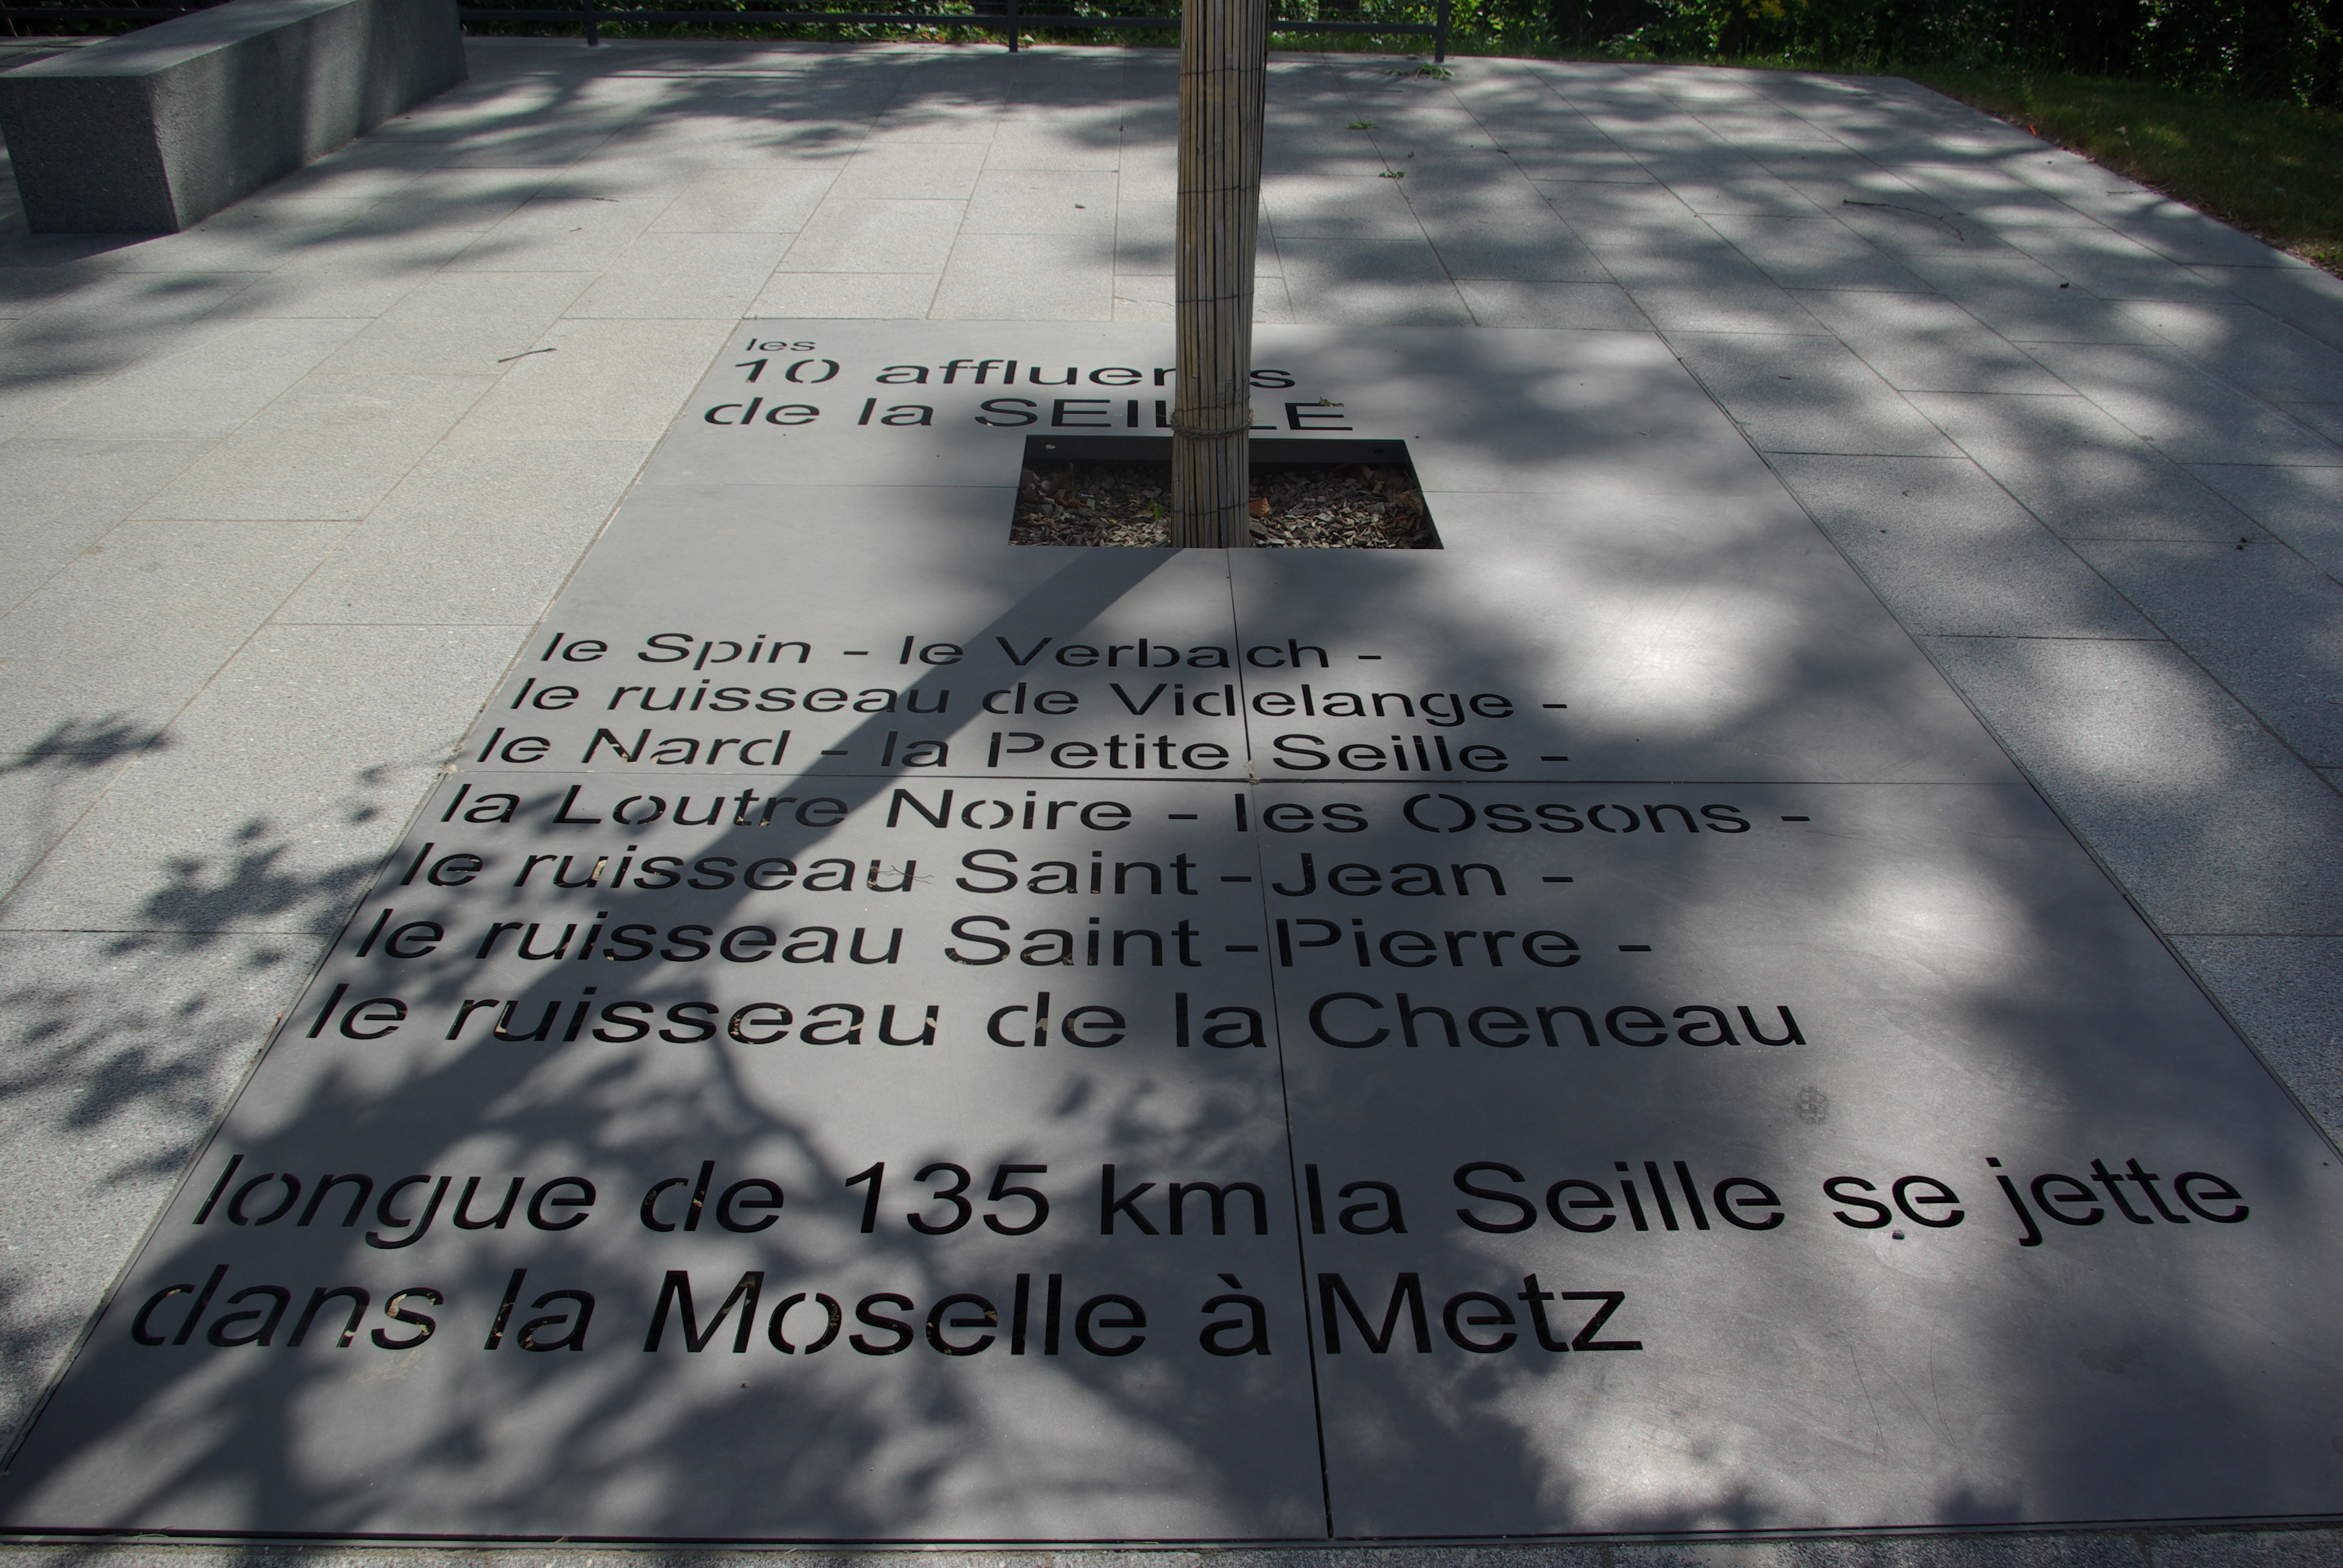 les
10 affluents
de la SEILLE
le Spin - le Verbach -
le ruisseau de Videlange -
le Nard - la Petite Seille -
la Loutre Noire - les Ossons -
le ruisseau Saint-Jean -
le ruisseau Saint-Pierre -
le ruisseau de la Cheneau
longue de 135 km la Seille se jette
dans la Moselle à Metz